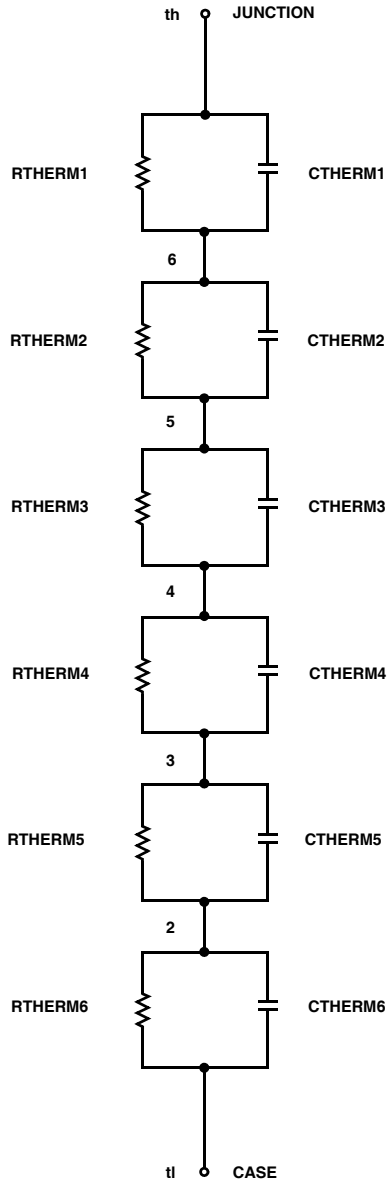 th JUNCTION
RTHERM1 CTHERM1
6
RTHERM2 CTHERM2
5
RTHERM3 CTHERM3
4
RTHERM4 CTHERM4
3
RTHERM5 CTHERM5
2
RTHERM6 CTHERM6
tl CASE